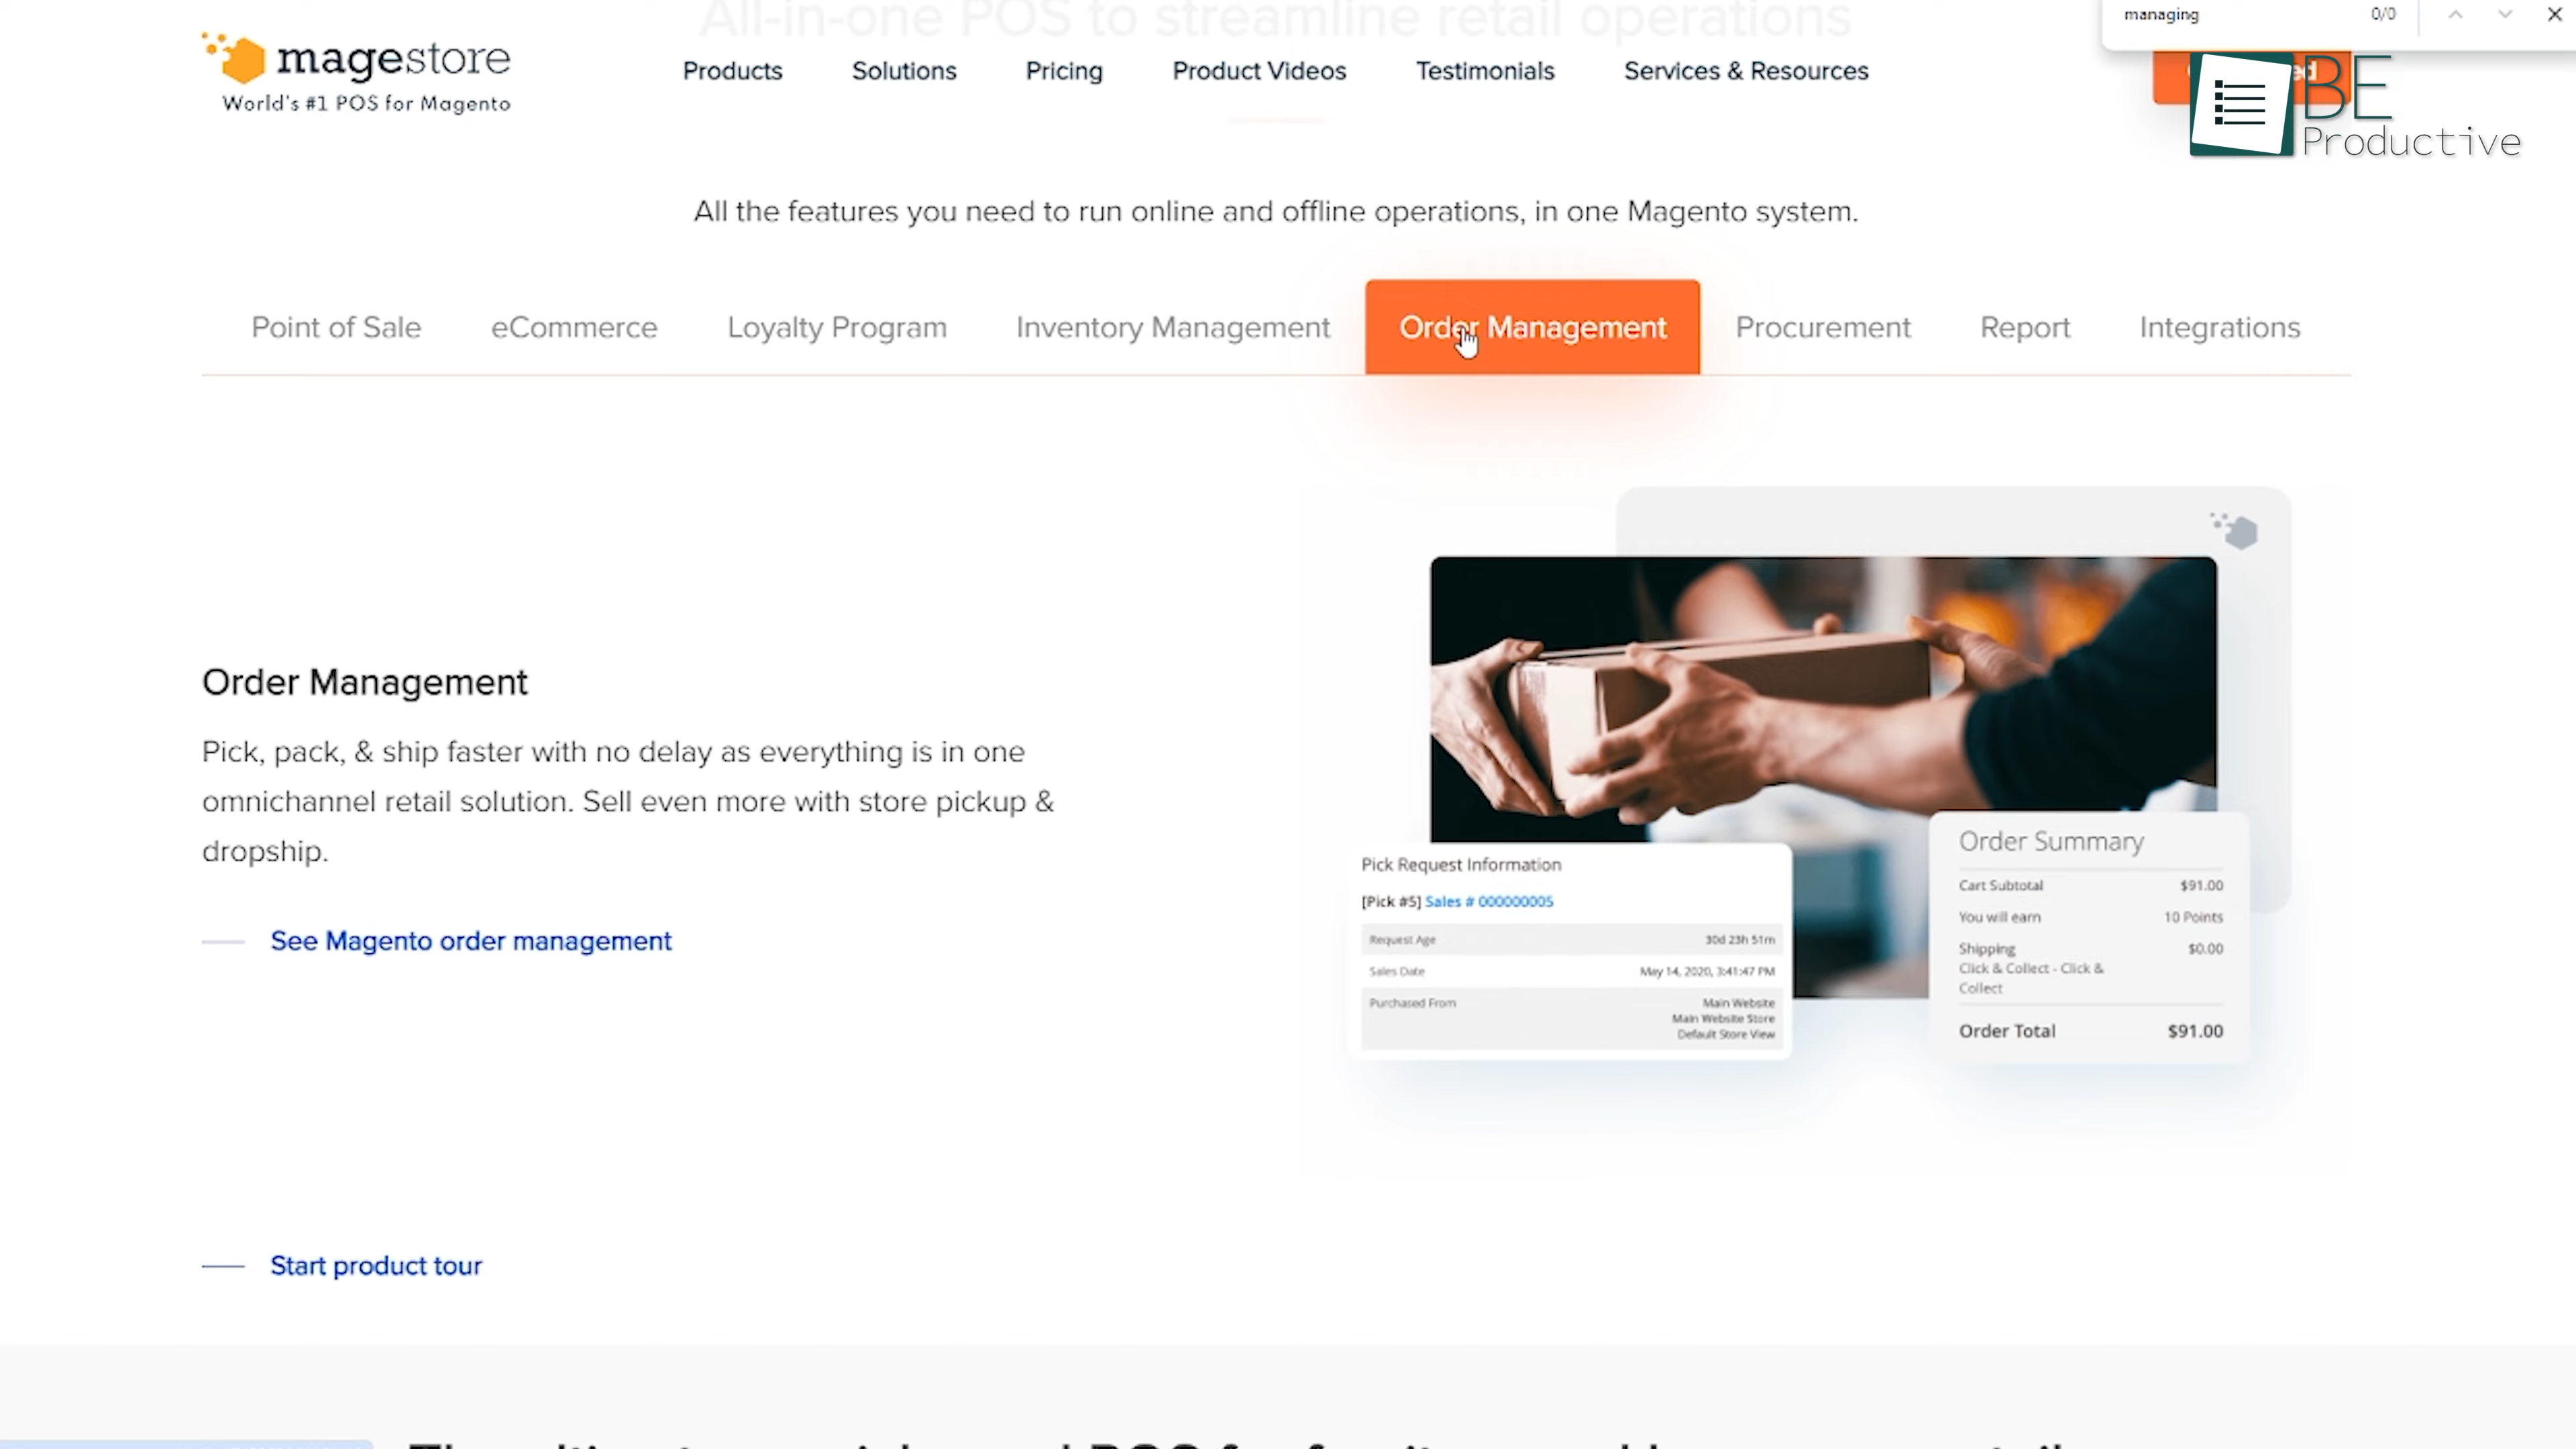 All-in-one POS to streamline retail operations
managing 0/0
magestore
World's #1 POS for Magento
Products Solutions Pricing Product Videos Testimonials Services & Resources
BE
Productive
All the features you need to run online and offline operations, in one Magento system.
Point of Sale eCommerce Loyalty Program Inventory Management Order Management Procurement Report Integrations
Order Management
Pick, pack, & ship faster with no delay as everything is in one
omnichannel retail solution. Sell even more with store pickup &
dropship.
See Magento order management
Start product tour
Pick Request Information
[Pick #5] Sales # 000000005
Request Age 30d 23h 51m
Sales Date May 14, 2020, 3:41:47 PM
Purchased From Main Website
Main Website Store
Default Store View
Order Summary
Cart Subtotal $91.00
You will earn 10 Points
Shipping $0.00
Click & Collect - Click &
Collect
Order Total $91.00